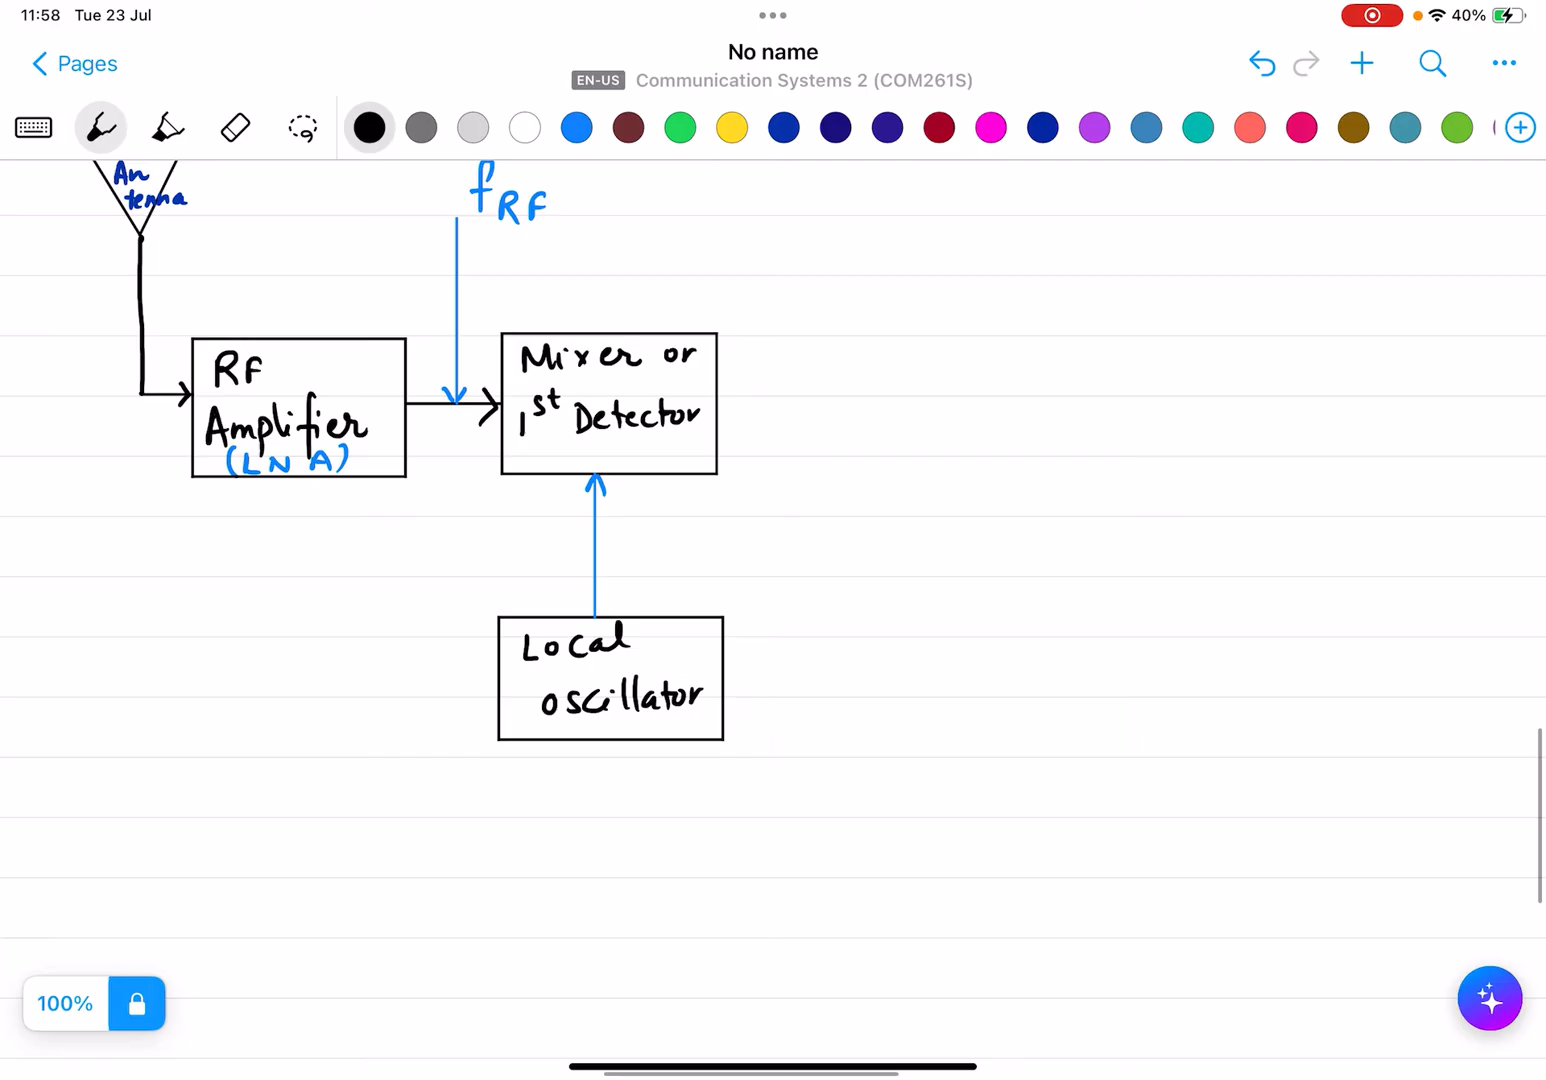 11:58 Tue 23 Jul
40%
Pages
No name
EN-US Communication Systems 2 (COM261S)
An
tenna
fRF
RF
Amplifier
(LNA)
Mixer or
1st Detector
Local
oscillator
100%